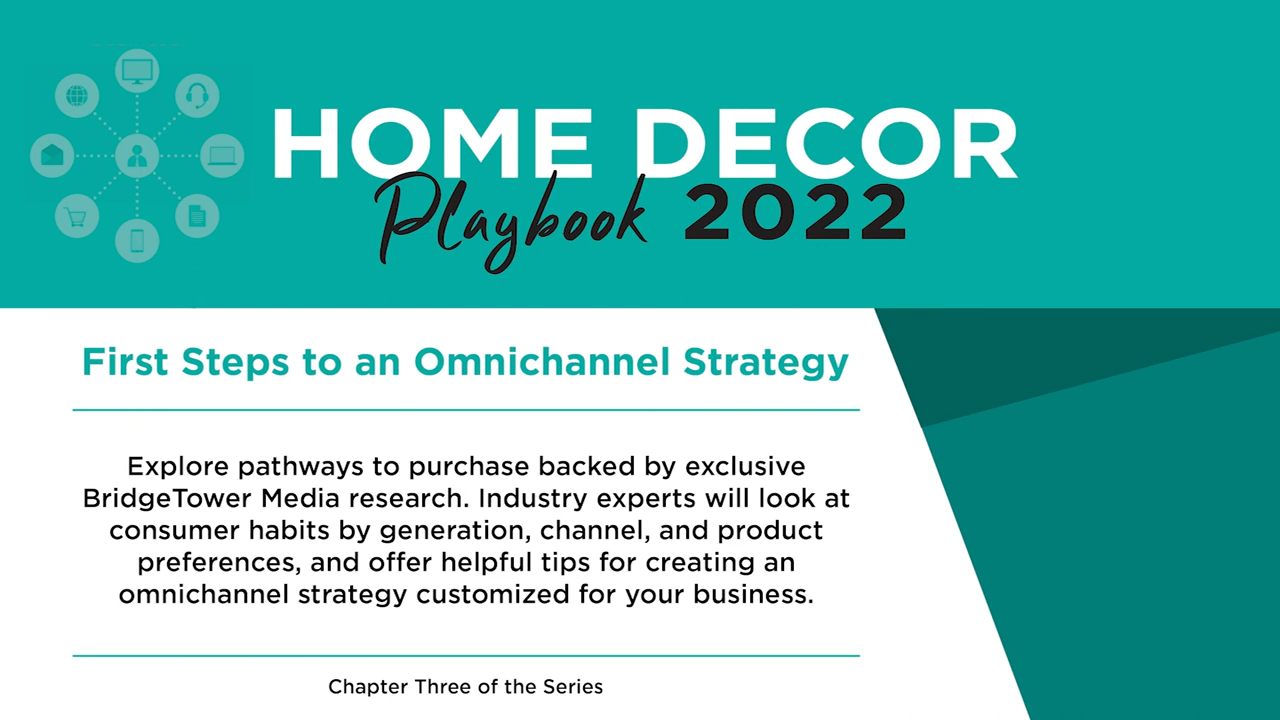 HOME DECOR
Playbook 2022
First Steps to an Omnichannel Strategy
Explore pathways to purchase backed by exclusive
BridgeTower Media research. Industry experts will look at
consumer habits by generation, channel, and product
preferences, and offer helpful tips for creating an
omnichannel strategy customized for your business.
Chapter Three of the Series